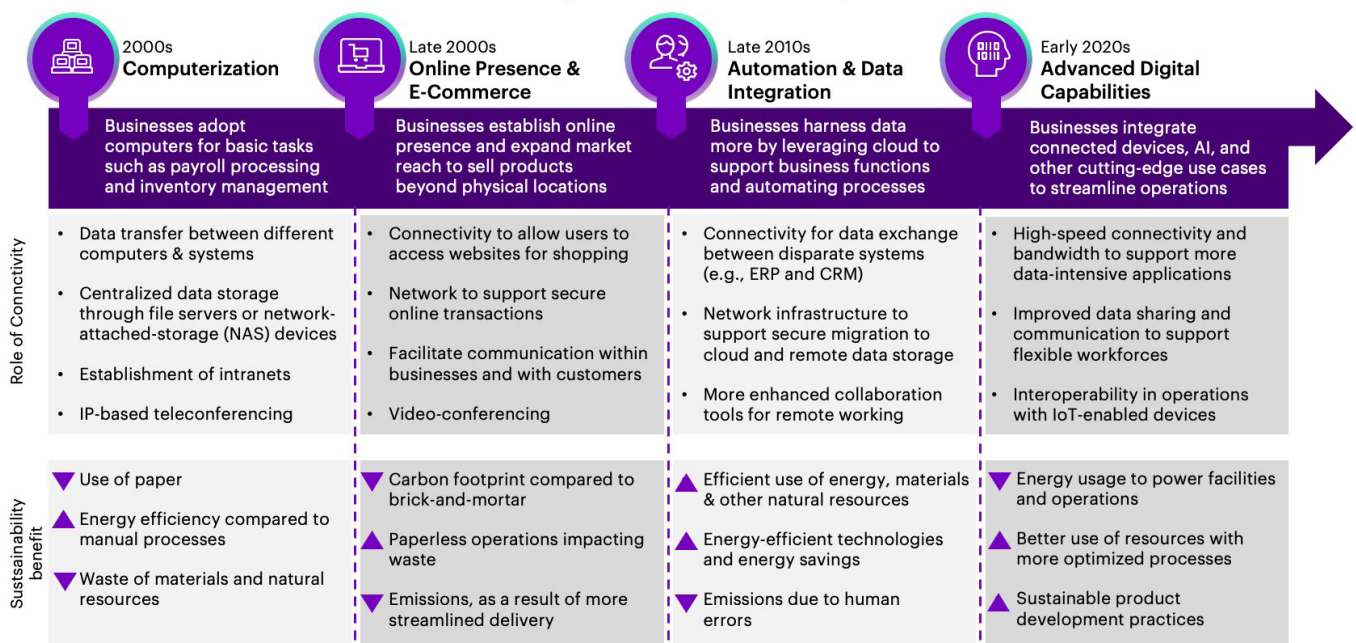 2000s
Computerization
Late 2000s
Online Presence &
E-Commerce
Late 2010s
Automation & Data
Integration
Early 2020s
Advanced Digital
Capabilities
Businesses adopt
computers for basic tasks
such as payroll processing
and inventory management
Businesses establish online
presence and expand market
reach to sell products
beyond physical locations
Businesses harness data
more by leveraging cloud to
support business functions
and automating processes
Businesses integrate
connected devices, AI, and
other cutting-edge use cases
to streamline operations
Role of Connctivity
• Data transfer between different
computers & systems
• Centralized data storage
through file servers or network-
attached-storage (NAS) devices
• Establishment of intranets
• IP-based teleconferencing
• Connectivity to allow users to
access websites for shopping
• Network to support secure
online transactions
• Facilitate communication within
businesses and with customers
• Video-conferencing
• Connectivity for data exchange
between disparate systems
(e.g., ERP and CRM)
• Network infrastructure to
support secure migration to
cloud and remote data storage
• More enhanced collaboration
tools for remote working
• High-speed connectivity and
bandwidth to support more
data-intensive applications
• Improved data sharing and
communication to support
flexible workforces
• Interoperability in operations
with IoT-enabled devices
Sustsainability
benefit
▼ Use of paper
▲ Energy efficiency compared to
manual processes
▼ Waste of materials and natural
resources
▼ Carbon footprint compared to
brick-and-mortar
▲ Paperless operations impacting
waste
▼ Emissions, as a result of more
streamlined delivery
▲ Efficient use of energy, materials
& other natural resources
▲ Energy-efficient technologies
and energy savings
▼ Emissions due to human
errors
▼ Energy usage to power facilities
and operations
▲ Better use of resources with
more optimized processes
▲ Sustainable product
development practices